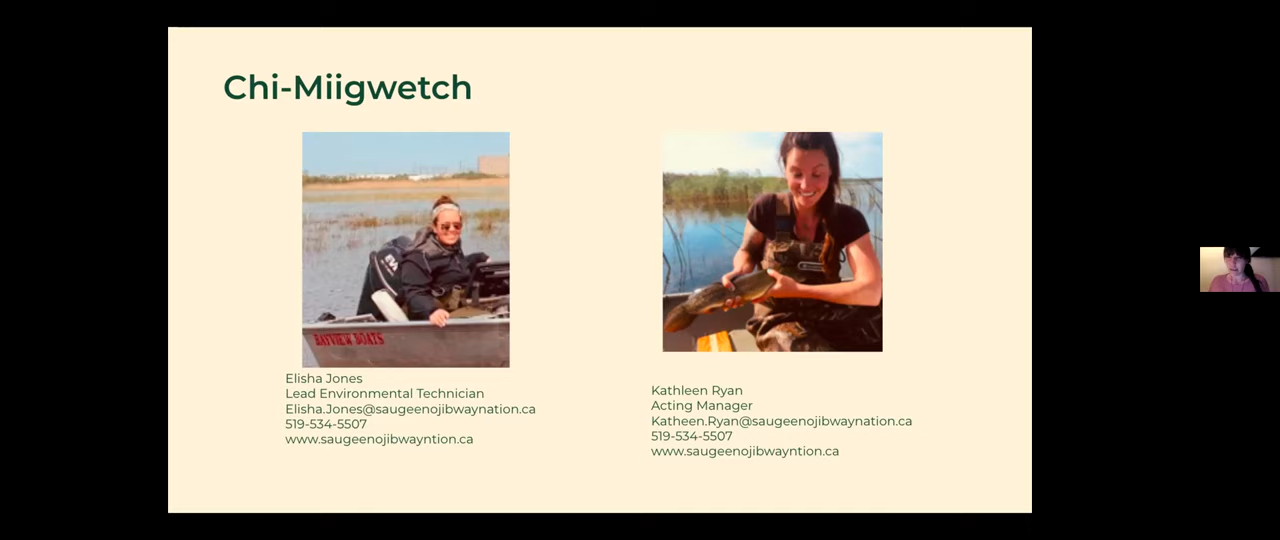 Chi-Miigwetch
BAYVIEW BOATS
Elisha Jones
Lead Environmental Technician
Elisha.Jones@saugeenojibwaynation.ca
519-534-5507
www.saugeenojibwayntion.ca
Kathleen Ryan
Acting Manager
Katheen.Ryan@saugeenojibwaynation.ca
519-534-5507
www.saugeenojibwayntion.ca